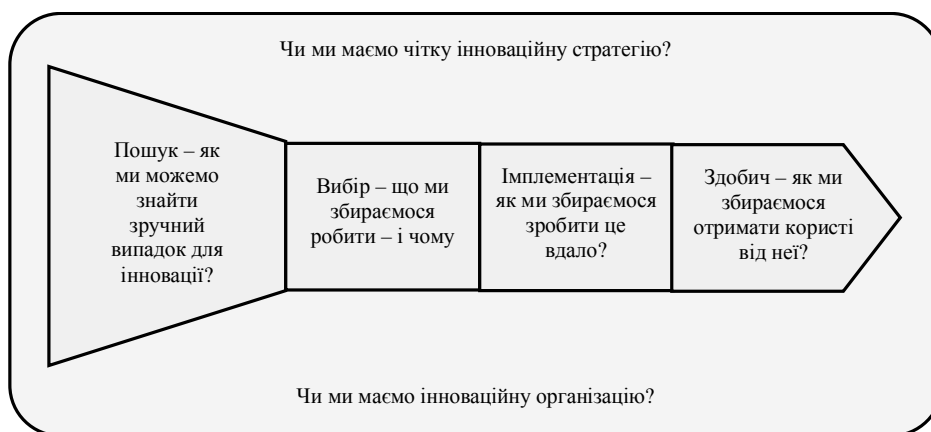 Чи ми маємо чітку інноваційну стратегію?
Пошук – як
ми можемо
знайти
зручний
випадок для
інновації?
Вибір – що ми
збираємося
робити – і чому
Імплементація –
як ми збираємося
зробити це
вдало?
Здобич – як ми
збираємося
отримати користі
від неї?
Чи ми маємо інноваційну організацію?